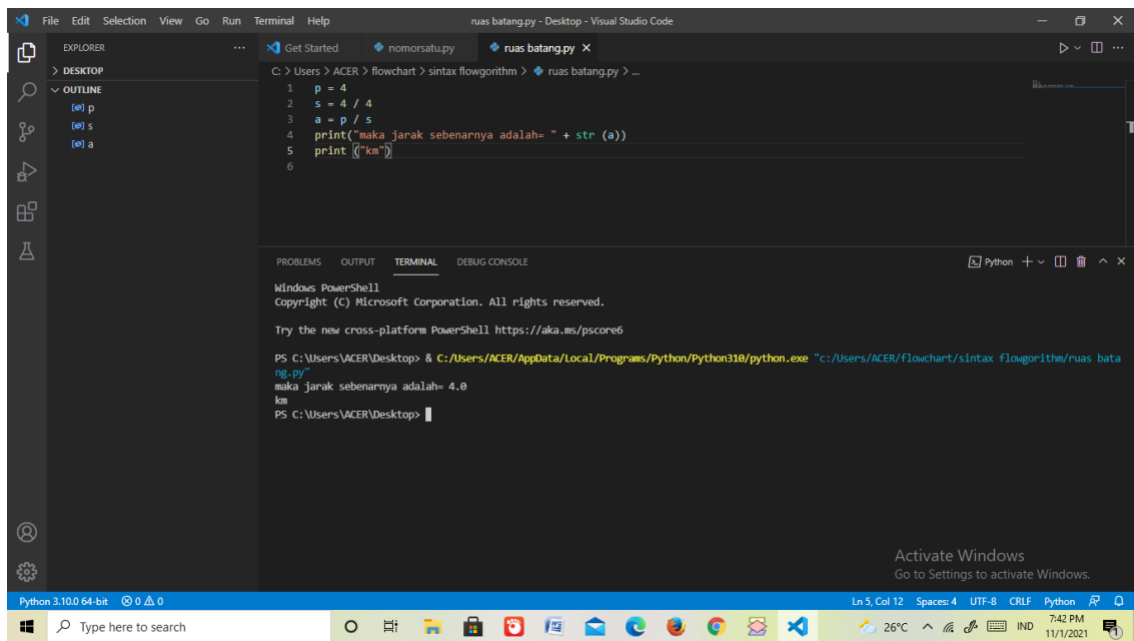 File Edit Selection View Go Run Terminal Help
ruas batang.py - Desktop - Visual Studio Code
EXPLORER
Get Started
nomorsatu.py
ruas batang.py
DESKTOP
OUTLINE
p
s
a
C: > Users > ACER > flowchart > sintax flowgorithm > ruas batang.py > ...
1 p = 4
2 s = 4 / 4
3 a = p / s
4 print("maka jarak sebenarnya adalah= " + str (a))
5 print ("km")
6
PROBLEMS OUTPUT TERMINAL DEBUG CONSOLE
Python
Windows PowerShell
Copyright (C) Microsoft Corporation. All rights reserved.
Try the new cross-platform PowerShell https://aka.ms/pscore6
PS C:\Users\ACER\Desktop> & C:/Users/ACER/AppData/Local/Programs/Python/Python310/python.exe "c:/Users/ACER/flowchart/sintax flowgorithm/ruas bata
ng.py"
maka jarak sebenarnya adalah= 4.0
km
PS C:\Users\ACER\Desktop>
Activate Windows
Go to Settings to activate Windows.
Python 3.10.0 64-bit 0 0
Ln 5, Col 12 Spaces: 4 UTF-8 CRLF Python
Type here to search
26°C
IND
7:42 PM
11/1/2021
1